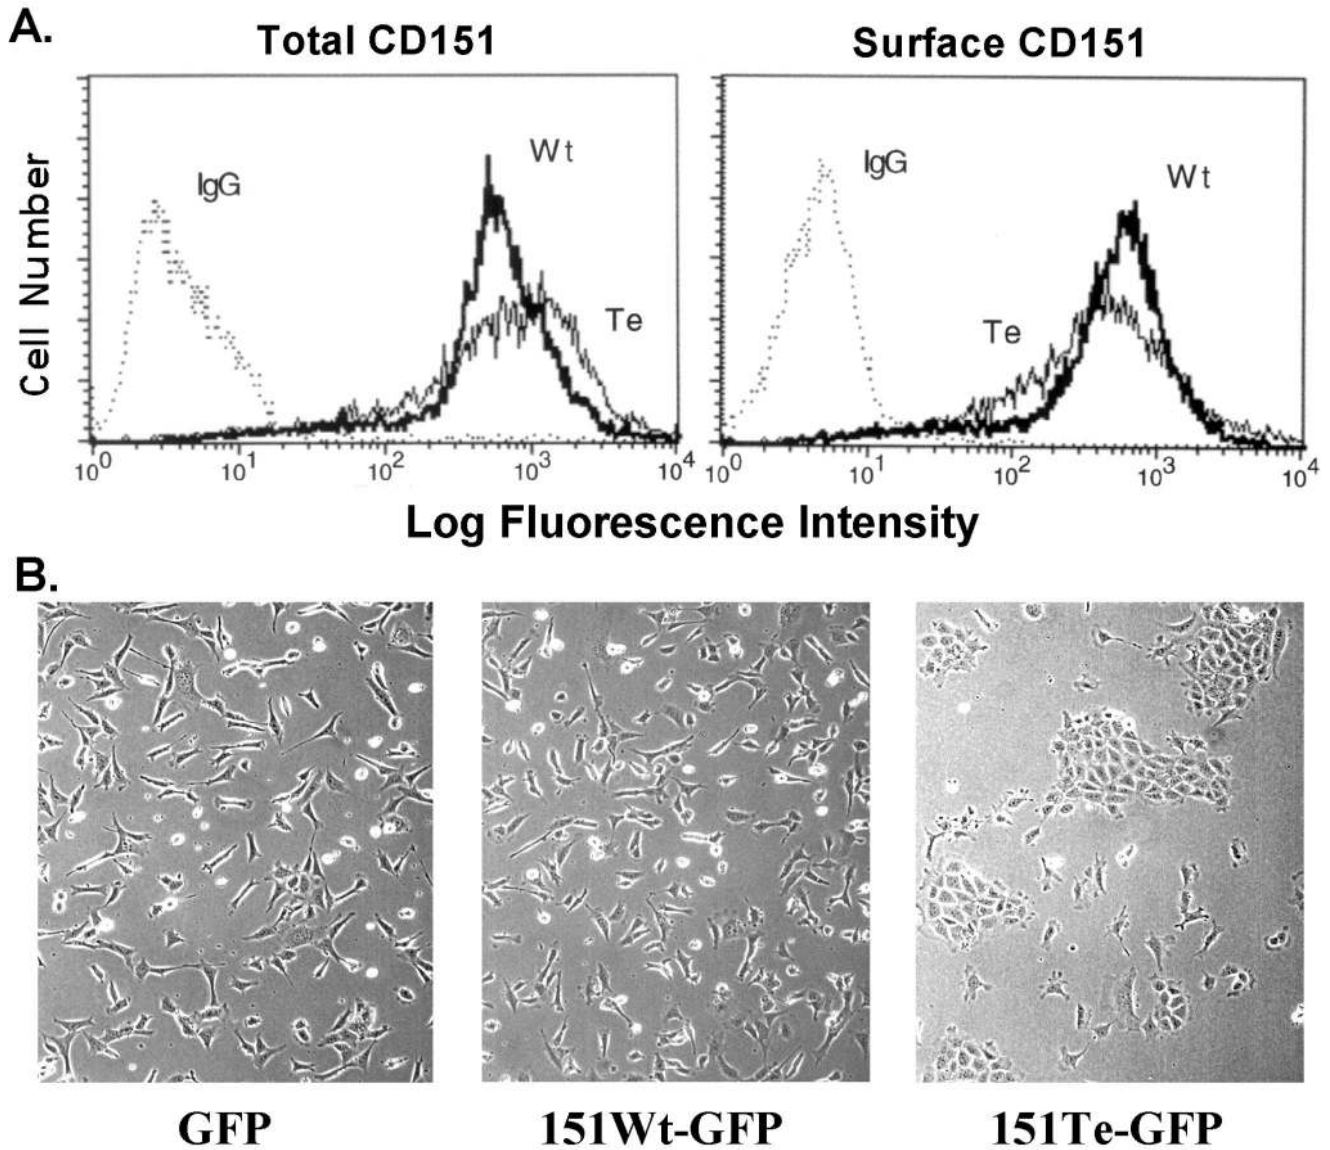 A.
Total CD151
Surface CD151
Cell Number
IgG
Wt
Te
10^0 10^1 10^2 10^3 10^4
IgG
Wt
Te
10^0 10^1 10^2 10^3 10^4
Log Fluorescence Intensity
B.
GFP
151Wt-GFP
151Te-GFP